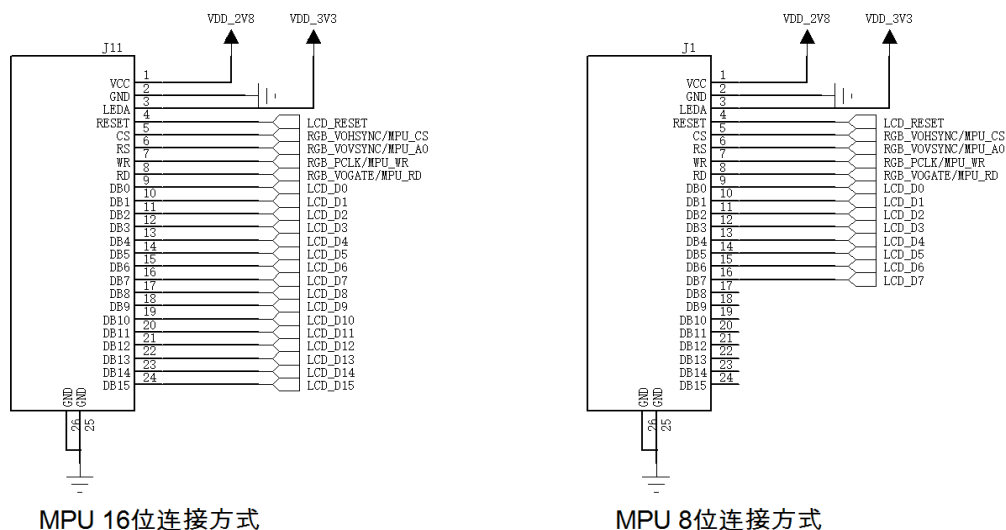 VDD_2V8
VDD_3V3
J11
VCC 1
GND 2
LEDA 3
RESET 4 LCD_RESET
CS 5 RGB_VOHSYNC/MPU_CS
RS 6 RGB_VOVSYNC/MPU_A0
WR 7 RGB_PCLK/MPU_WR
RD 8 RGB_VOGATE/MPU_RD
DB0 9 LCD_D0
DB1 10 LCD_D1
DB2 11 LCD_D2
DB3 12 LCD_D3
DB4 13 LCD_D4
DB5 14 LCD_D5
DB6 15 LCD_D6
DB7 16 LCD_D7
DB8 17 LCD_D8
DB9 18 LCD_D9
DB10 19 LCD_D10
DB11 20 LCD_D11
DB12 21 LCD_D12
DB13 22 LCD_D13
DB14 23 LCD_D14
DB15 24 LCD_D15
GND GND
26 25
MPU 16位连接方式
VDD_2V8
VDD_3V3
J1
VCC 1
GND 2
LEDA 3
RESET 4 LCD_RESET
CS 5 RGB_VOHSYNC/MPU_CS
RS 6 RGB_VOVSYNC/MPU_A0
WR 7 RGB_PCLK/MPU_WR
RD 8 RGB_VOGATE/MPU_RD
DB0 9 LCD_D0
DB1 10 LCD_D1
DB2 11 LCD_D2
DB3 12 LCD_D3
DB4 13 LCD_D4
DB5 14 LCD_D5
DB6 15 LCD_D6
DB7 16 LCD_D7
DB8 17
DB9 18
DB10 19
DB11 20
DB12 21
DB13 22
DB14 23
DB15 24
GND GND
26 25
MPU 8位连接方式